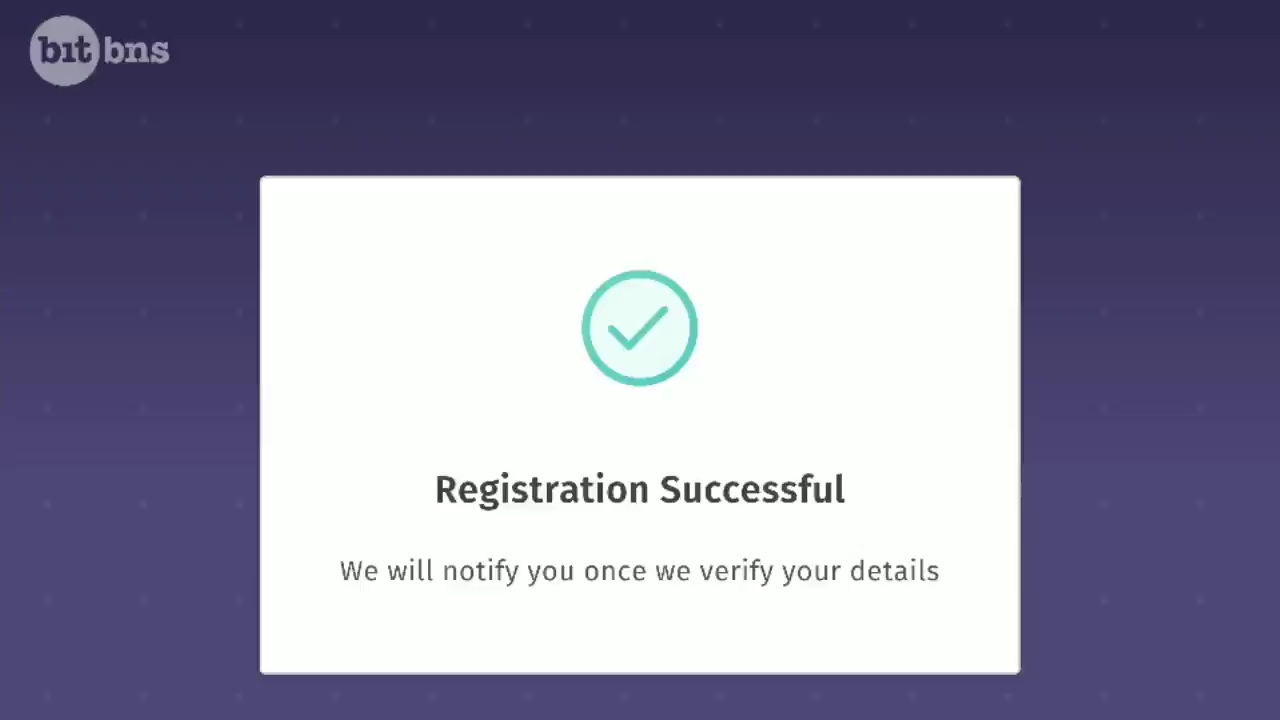 bitbns
Registration Successful
We will notify you once we verify your details